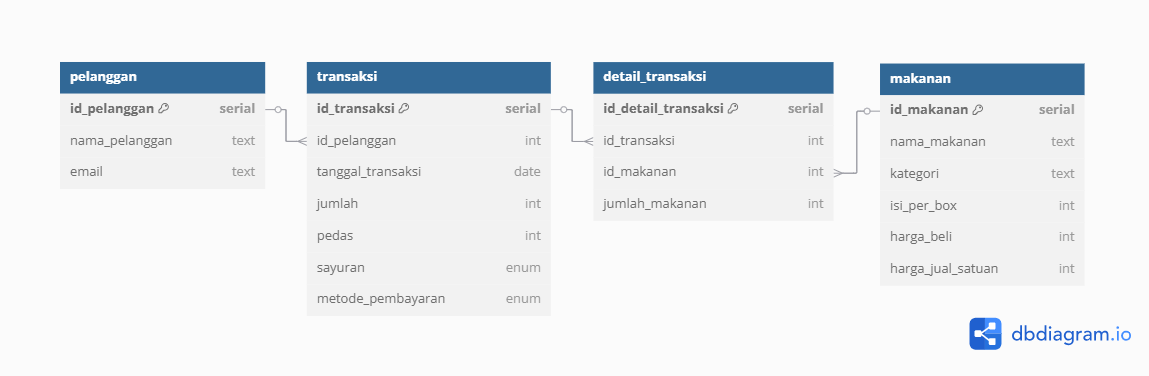 pelanggan
id_pelanggan serial
nama_pelanggan text
email text
transaksi
id_transaksi serial
id_pelanggan int
tanggal_transaksi date
jumlah int
pedas int
sayuran enum
metode_pembayaran enum
detail_transaksi
id_detail_transaksi serial
id_transaksi int
id_makanan int
jumlah_makanan int
makanan
id_makanan serial
nama_makanan text
kategori text
isi_per_box int
harga_beli int
harga_jual_satuan int
dbdiagram.io